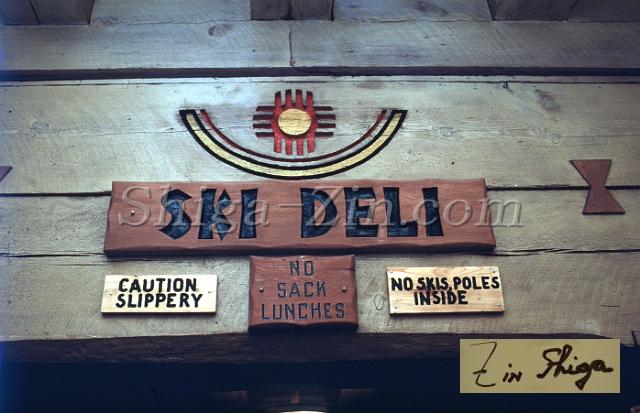 SKI DELI
Shiga-Zin.com
CAUTION
SLIPPERY
NO
SACK
LUNCHES
NO SKIS, POLES
INSIDE
Zin Shiga